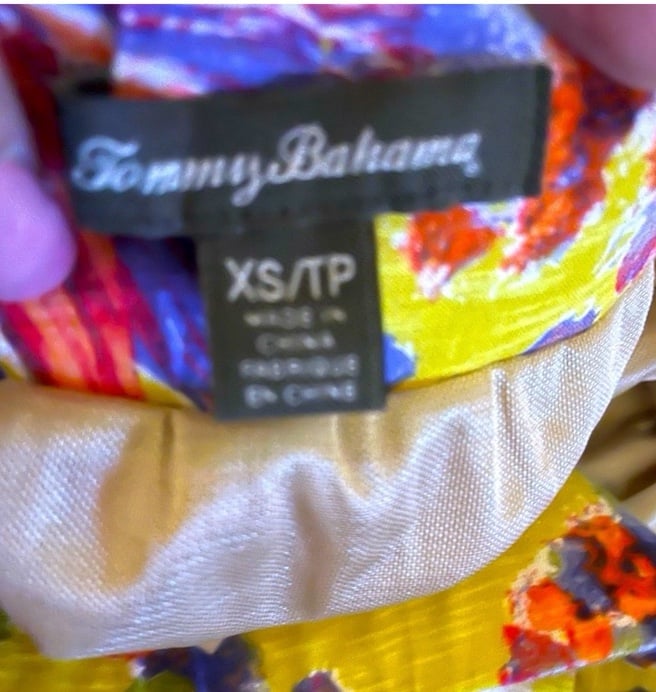 Tommy Bahama
XS/TP
MADE IN
CHINA
FABRIQUÉ
EN CHINE